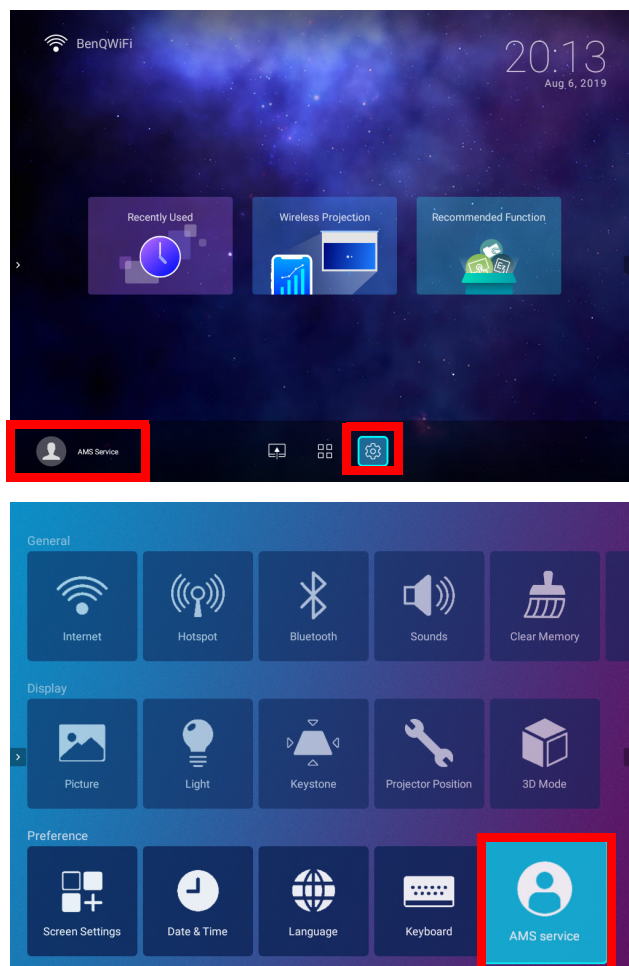 BenQWiFi
20:13
Aug 6, 2019
Recently Used
Wireless Projection
Recommended Function
AMS Service
General
Internet
Hotspot
Bluetooth
Sounds
Clear Memory
Display
Picture
Light
Keystone
Projector Position
3D Mode
Preference
Screen Settings
Date & Time
Language
Keyboard
AMS service